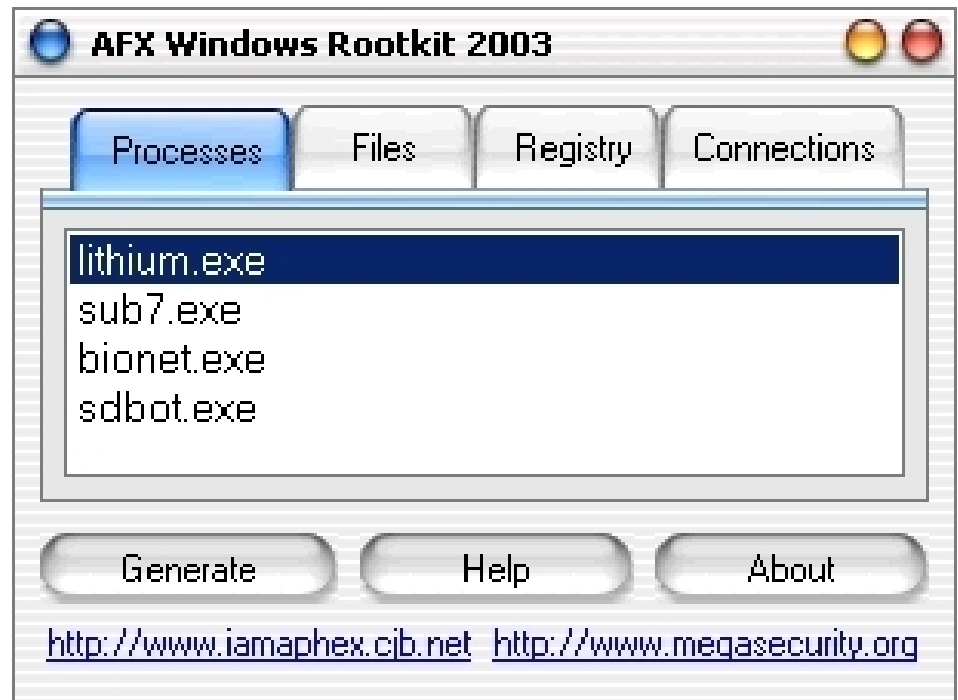 AFX Windows Rootkit 2003
Processes Files Registry Connections
lithium.exe
sub7.exe
bionet.exe
sdbot.exe
Generate Help About
http://www.iamaphex.cjb.net http://www.megasecurity.org